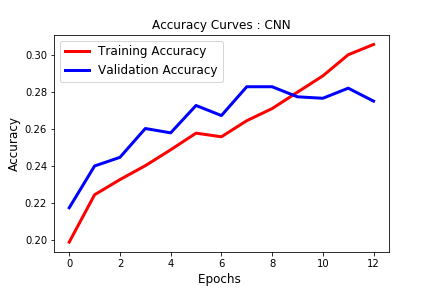 Accuracy Curves : CNN
Training Accuracy
Validation Accuracy
Accuracy
0.30
0.28
0.26
0.24
0.22
0.20
0 2 4 6 8 10 12
Epochs